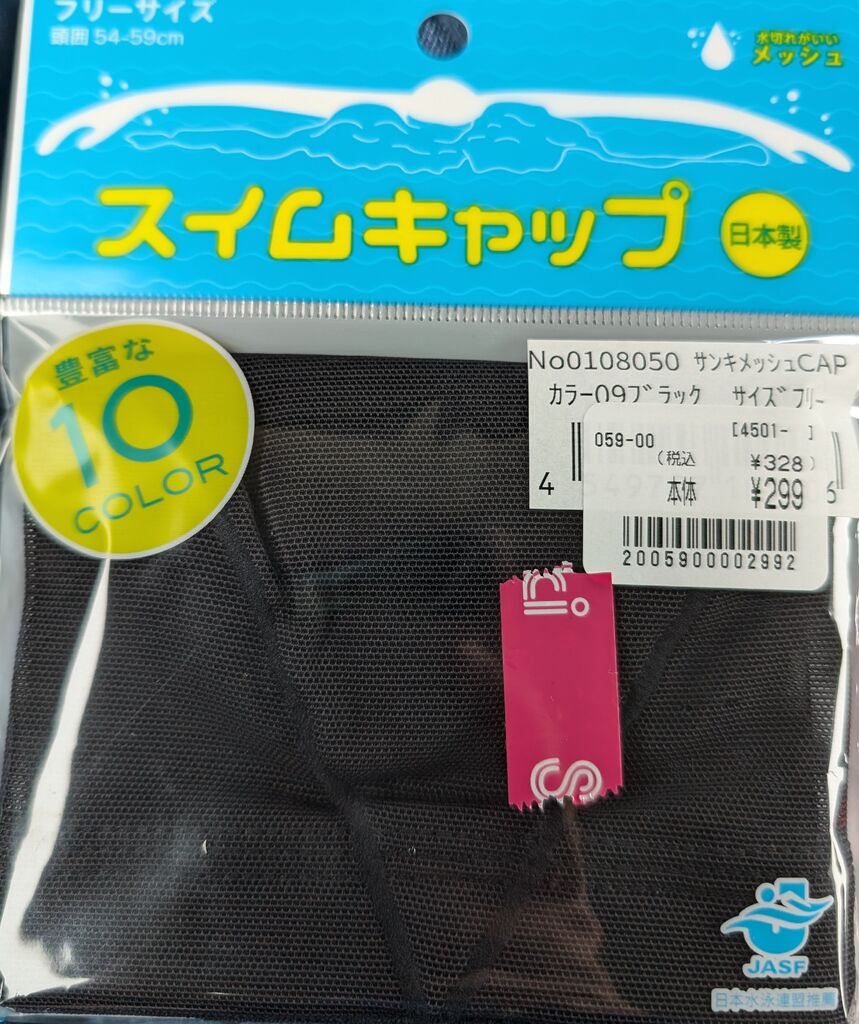 フリーサイズ
頭囲 54-59cm
水切れがいい
メッシュ
スイムキャップ
日本製
豊富な
10
COLOR
No0108050 サンキメッシュCAP
カラー09ブラック サイズフリー
4
6
059-00
[4501- ]
(税込 ¥328)
本体 ¥299
2005900002992
JASF
日本水泳連盟推薦